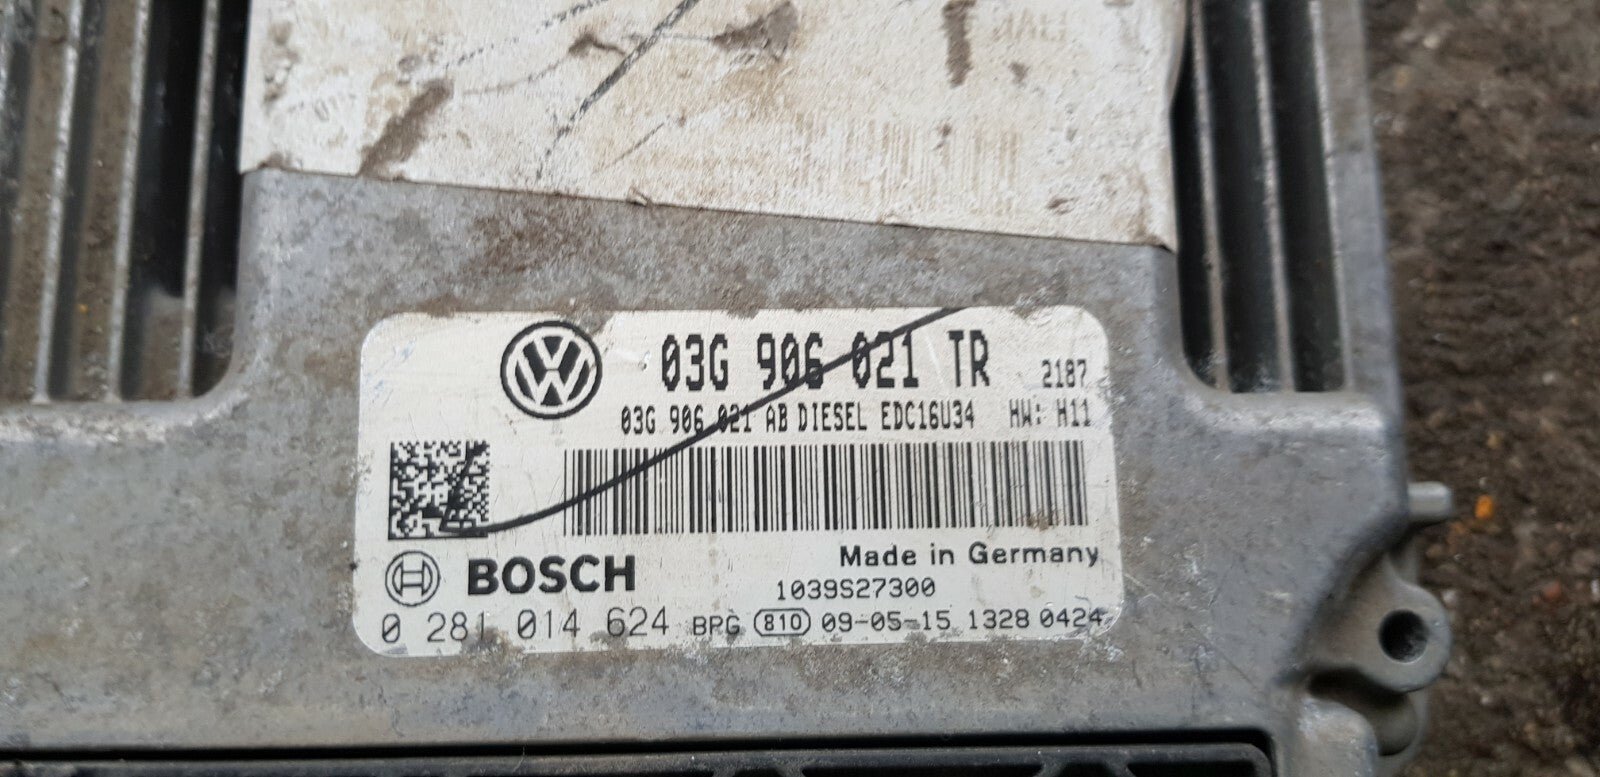 03G 906 021 TR 2187
03G 906 021 AB DIESEL EDC16U34 HW: H11
Made in Germany
BOSCH
1039S27300
0 281 014 624 BPG 810 09-05-15 1328 0424